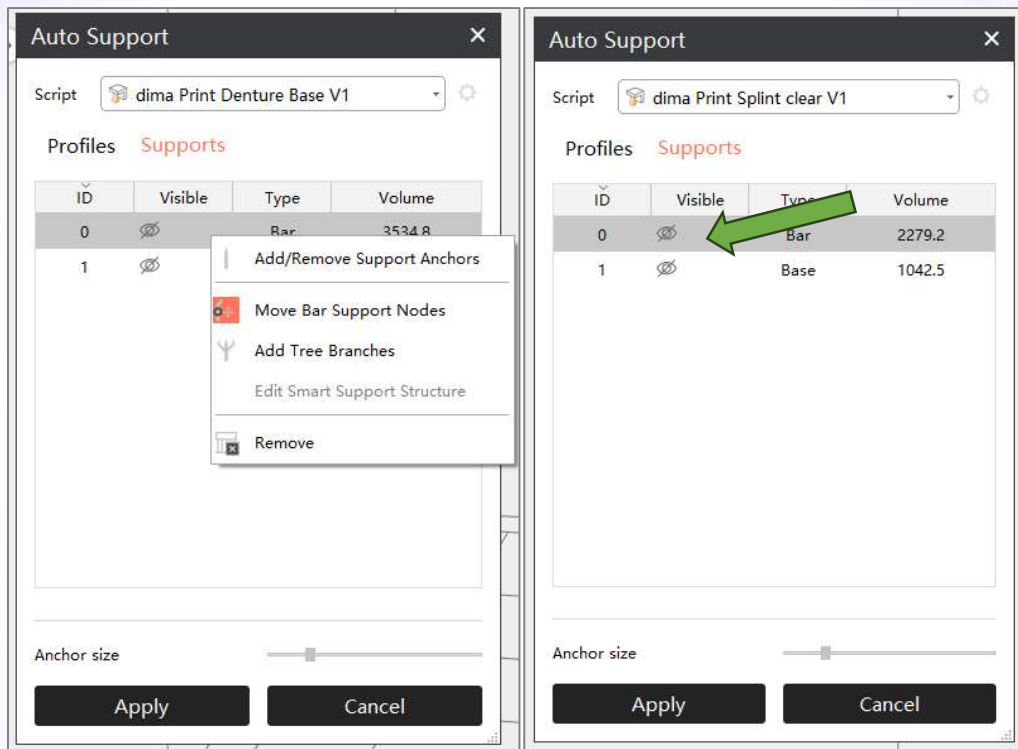 Auto Support
Script dima Print Denture Base V1
Profiles Supports
ID Visible Type Volume
0 Bar 3534.8
1
Add/Remove Support Anchors
Move Bar Support Nodes
Add Tree Branches
Edit Smart Support Structure
Remove
Anchor size
Apply Cancel
Auto Support
Script dima Print Splint clear V1
Profiles Supports
ID Visible Type Volume
0 Bar 2279.2
1 Base 1042.5
Anchor size
Apply Cancel